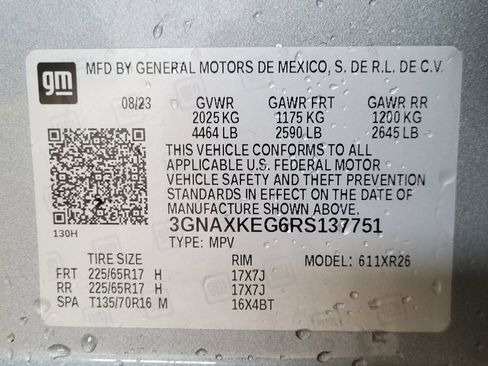 gm MFD BY GENERAL MOTORS DE MEXICO, S. DE R.L. DE C.V.
08/23 GVWR GAWR FRT GAWR RR
2025 KG 1175 KG 1200 KG
4464 LB 2590 LB 2645 LB
THIS VEHICLE CONFORMS TO ALL
APPLICABLE U.S. FEDERAL MOTOR
VEHICLE SAFETY AND THEFT PREVENTION
STANDARDS IN EFFECT ON THE DATE OF
MANUFACTURE SHOWN ABOVE.
3GNAXKEG6RS137751
130H TYPE: MPV
TIRE SIZE RIM MODEL: 611XR26
FRT 225/65R17 H 17X7J
RR 225/65R17 H 17X7J
SPA T135/70R16 M 16X4BT